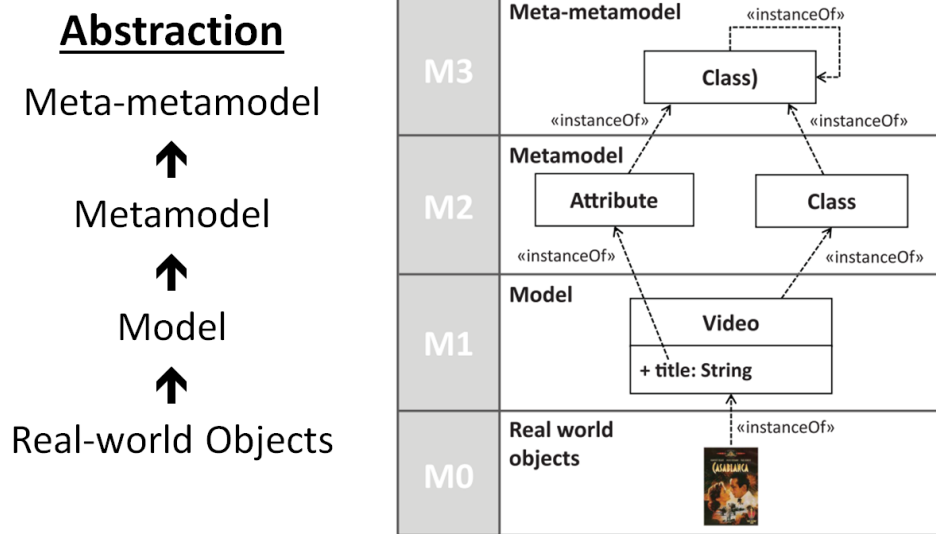 Abstraction
Meta-metamodel
Metamodel
Model
Real-world Objects
M3
Meta-metamodel
«instanceOf»
Class)
«instanceOf»
«instanceOf»
M2
Metamodel
Attribute
Class
«instanceOf»
«instanceOf»
M1
Model
Video
+ title: String
M0
Real world
objects
«instanceOf»
CASABLANCA